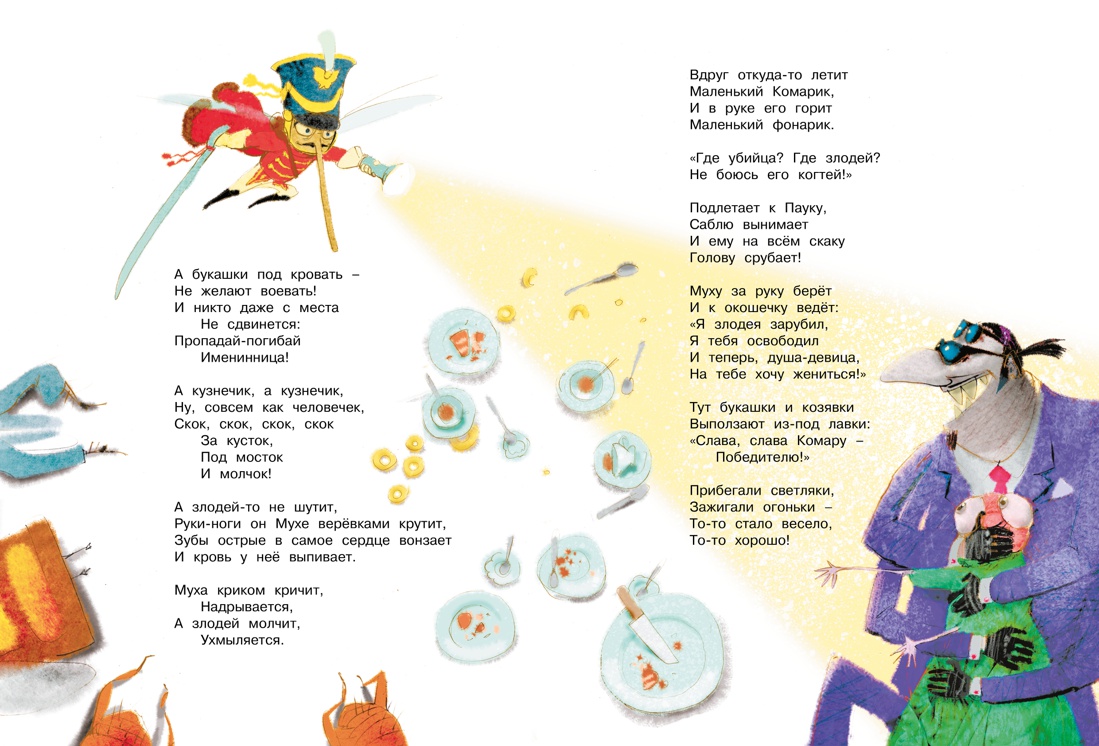 А букашки под кровать –
Не желают воевать!
И никто даже с места
Не сдвинется:
Пропадай-погибай
Именинница!
А кузнечик, а кузнечик,
Ну, совсем как человечек,
Скок, скок, скок, скок
За кусток,
Под мосток
И молчок!
А злодей-то не шутит,
Руки-ноги он Мухе верёвками крутит,
Зубы острые в самое сердце вонзает
И кровь у неё выпивает.
Муха криком кричит,
Надрывается,
А злодей молчит,
Ухмыляется.
Вдруг откуда-то летит
Маленький Комарик,
И в руке его горит
Маленький фонарик.
«Где убийца? Где злодей?
Не боюсь его когтей!»
Подлетает к Пауку,
Саблю вынимает
И ему на всём скаку
Голову срубает!
Муху за руку берёт
И к окошечку ведёт:
«Я злодея зарубил,
Я тебя освободил
И теперь, душа-девица,
На тебе хочу жениться!»
Тут букашки и козявки
Выползают из-под лавки:
«Слава, слава Комару –
Победителю!»
Прибегали светляки,
Зажигали огоньки –
То-то стало весело,
То-то хорошо!